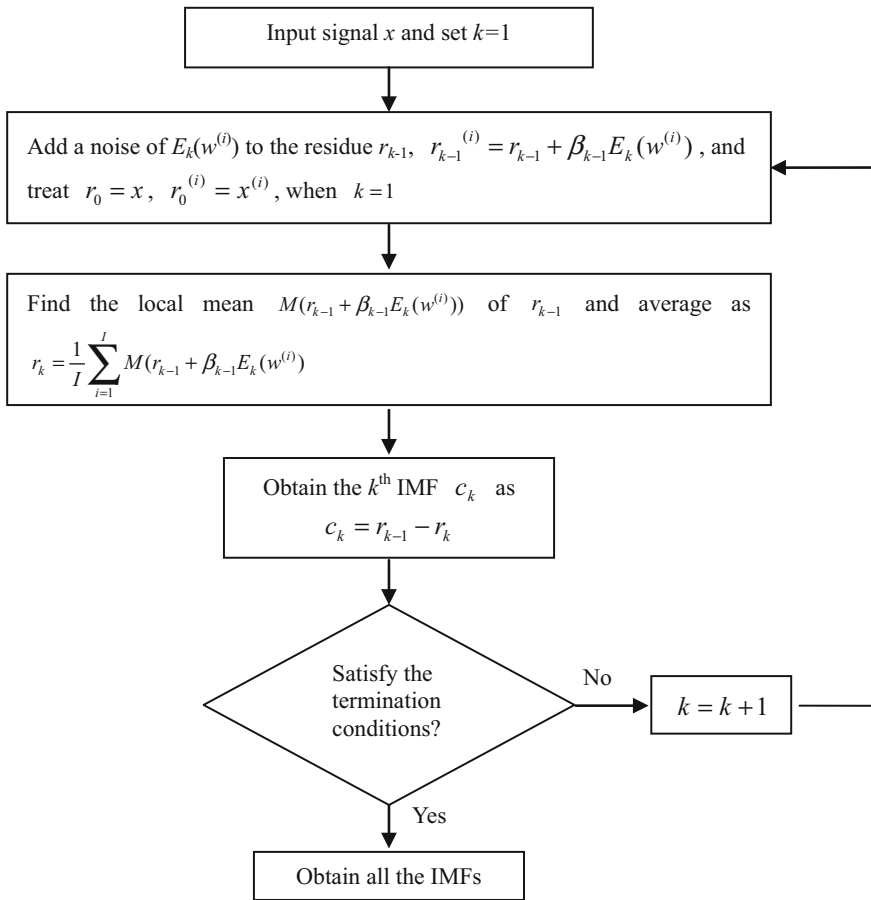 Input signal x and set k=1
Add a noise of E_k(w^{(i)}) to the residue r_{k-1}, r_{k-1}^{(i)} = r_{k-1} + β_{k-1}E_k(w^{(i)}) , and
treat r_0 = x , r_0^{(i)} = x^{(i)} , when k = 1
Find the local mean M(r_{k-1} + β_{k-1}E_k(w^{(i)})) of r_{k-1} and average as
r_k = \frac{1}{I} \sum_{i=1}^{I} M(r_{k-1} + β_{k-1}E_k(w^{(i)})
Obtain the k^{th} IMF c_k as
c_k = r_{k-1} − r_k
Satisfy the
termination
conditions?
No
k = k + 1
Yes
Obtain all the IMFs